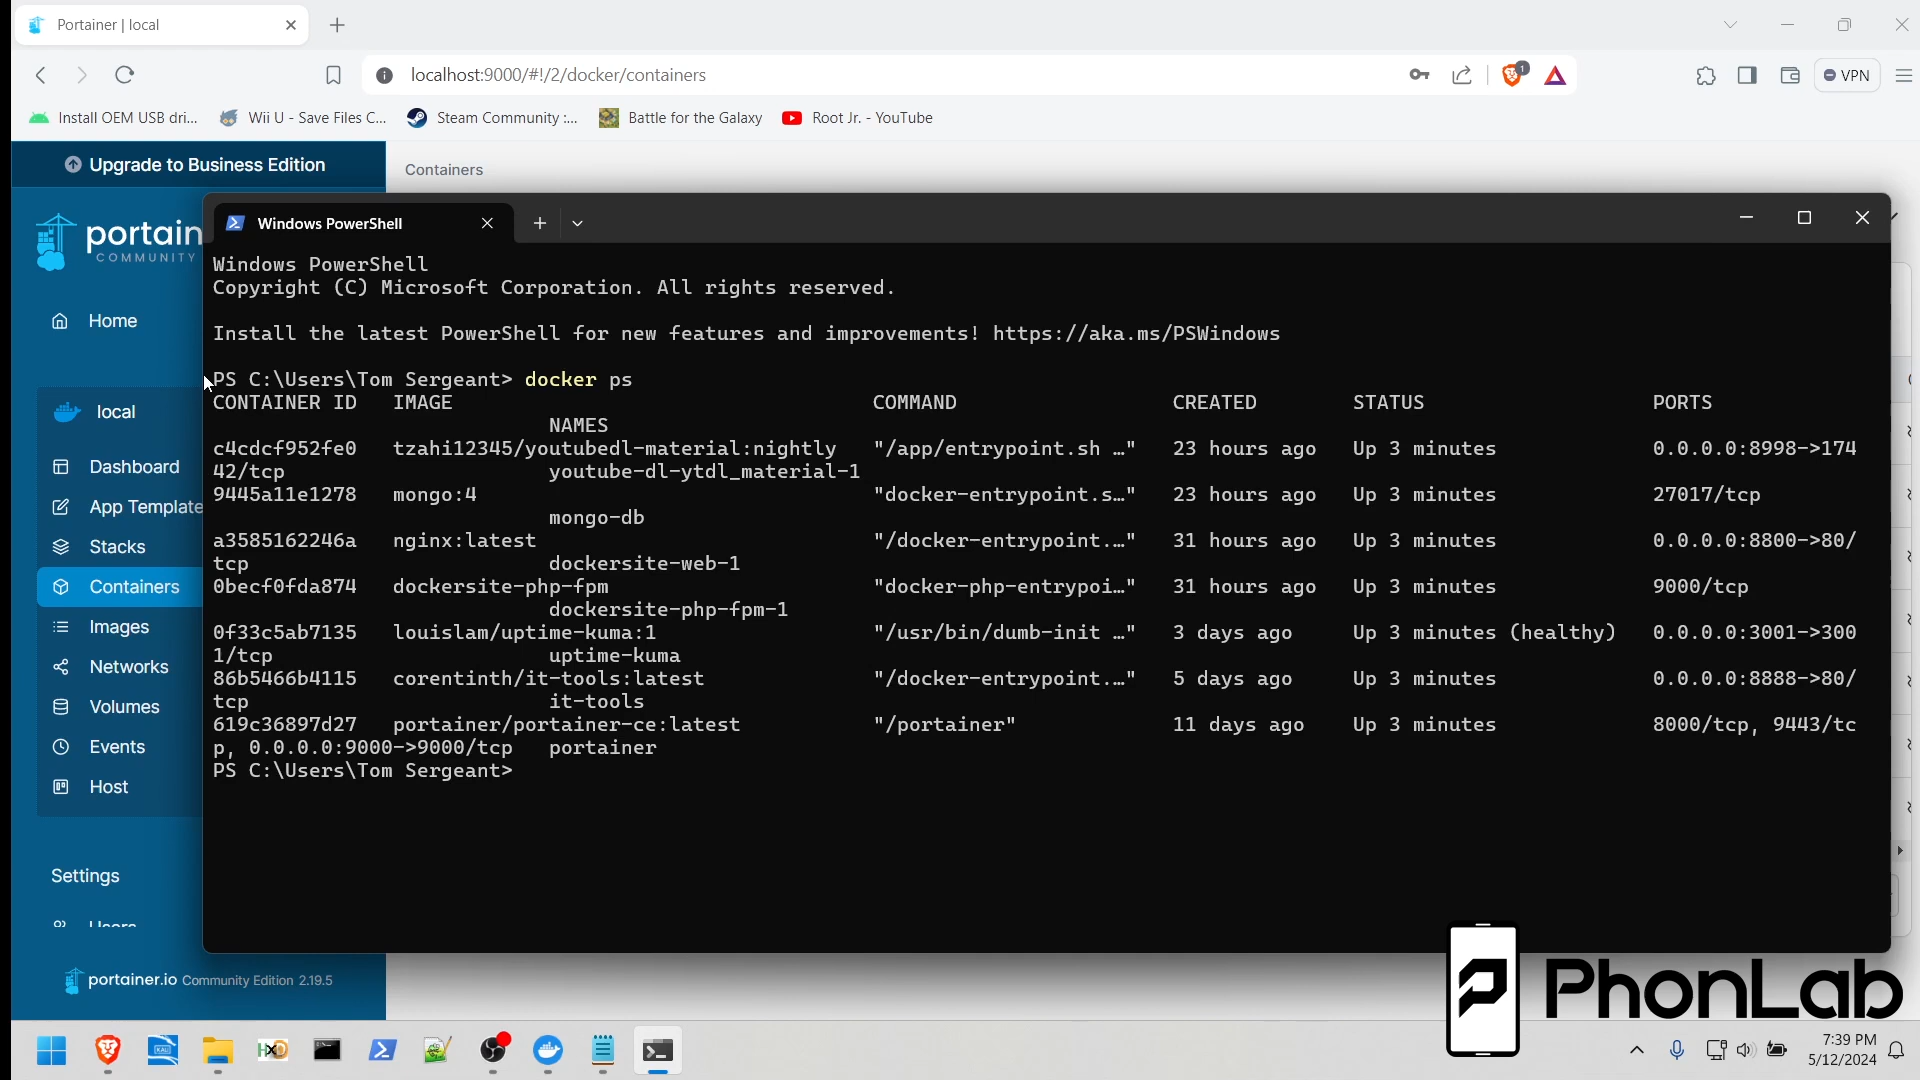 Portainer | local
localhost:9000/#!/2/docker/containers
VPN
Install OEM USB dri...
Wii U - Save Files C...
Steam Community :...
Battle for the Galaxy
Root Jr. - YouTube
Upgrade to Business Edition
Containers
portain
COMMUNITY
Home
local
Dashboard
App Template
Stacks
Containers
Images
Networks
Volumes
Events
Host
Settings
Users
portainer.io Community Edition 2.19.5
Windows PowerShell
Windows PowerShell
Copyright (C) Microsoft Corporation. All rights reserved.
Install the latest PowerShell for new features and improvements! https://aka.ms/PSWindows
PS C:\Users\Tom Sergeant> docker ps
CONTAINER ID   IMAGE                                   COMMAND                  CREATED        STATUS                   PORTS
NAMES
c4cdcf952fe0   tzahi12345/youtubedl-material:nightly   "/app/entrypoint.sh …"   23 hours ago   Up 3 minutes             0.0.0.0:8998->174
42/tcp                      youtube-dl-ytdl_material-1
9445a11e1278   mongo:4                                 "docker-entrypoint.s…"   23 hours ago   Up 3 minutes             27017/tcp
mongo-db
a3585162246a   nginx:latest                            "/docker-entrypoint.…"   31 hours ago   Up 3 minutes             0.0.0.0:8800->80/
tcp                         dockersite-web-1
0becf0fda874   dockersite-php-fpm                      "docker-php-entrypoi…"   31 hours ago   Up 3 minutes             9000/tcp
dockersite-php-fpm-1
0f33c5ab7135   louislam/uptime-kuma:1                  "/usr/bin/dumb-init …"   3 days ago     Up 3 minutes (healthy)   0.0.0.0:3001->300
1/tcp                       uptime-kuma
86b5466b4115   corentinth/it-tools:latest              "/docker-entrypoint.…"   5 days ago     Up 3 minutes             0.0.0.0:8888->80/
tcp                         it-tools
619c36897d27   portainer/portainer-ce:latest           "/portainer"             11 days ago    Up 3 minutes             8000/tcp, 9443/tc
p, 0.0.0.0:9000->9000/tcp   portainer
PS C:\Users\Tom Sergeant>
PhonLab
7:39 PM
5/12/2024